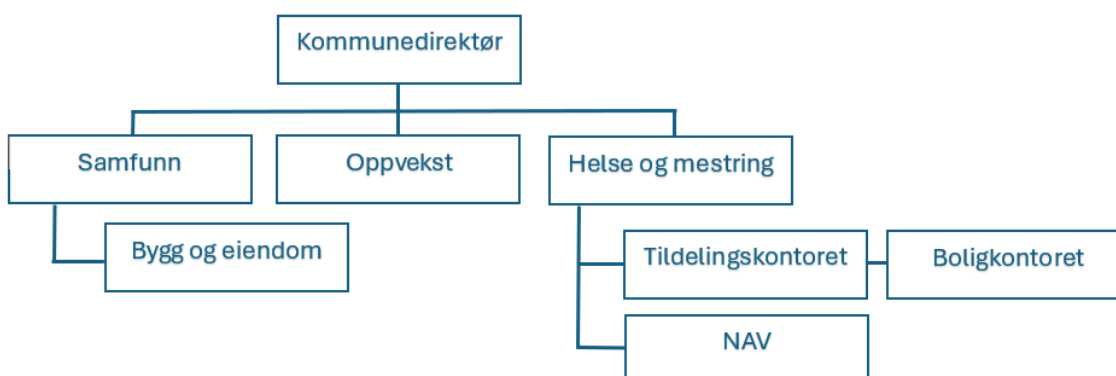 Kommunedirektør
Samfunn
Oppvekst
Helse og mestring
Bygg og eiendom
Tildelingskontoret
Boligkontoret
NAV